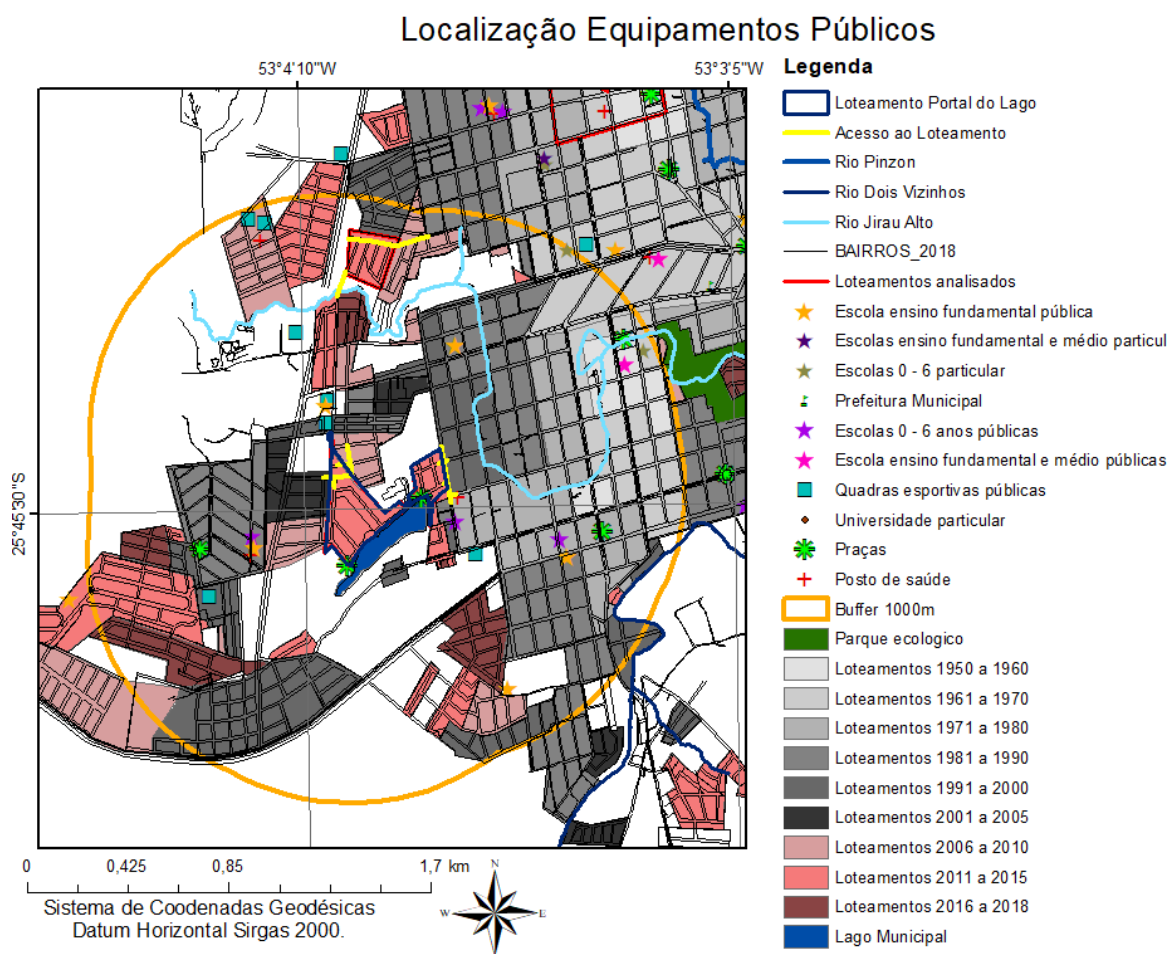 Localização Equipamentos Públicos
53°4'10"W
53°3'5"W
25°45'30"S
Legenda
Loteamento Portal do Lago
Acesso ao Loteamento
Rio Pinzon
Rio Dois Vizinhos
Rio Jirau Alto
BAIRROS_2018
Loteamentos analisados
Escola ensino fundamental pública
Escolas ensino fundamental e médio particul
Escolas 0 - 6 particular
Prefeitura Municipal
Escolas 0 - 6 anos públicas
Escola ensino fundamental e médio públicas
Quadras esportivas públicas
Universidade particular
Praças
Posto de saúde
Buffer 1000m
Parque ecologico
Loteamentos 1950 a 1960
Loteamentos 1961 a 1970
Loteamentos 1971 a 1980
Loteamentos 1981 a 1990
Loteamentos 1991 a 2000
Loteamentos 2001 a 2005
Loteamentos 2006 a 2010
Loteamentos 2011 a 2015
Loteamentos 2016 a 2018
Lago Municipal
0 0,425 0,85 1,7 km
Sistema de Coodenadas Geodésicas
Datum Horizontal Sirgas 2000.
N
W E
S